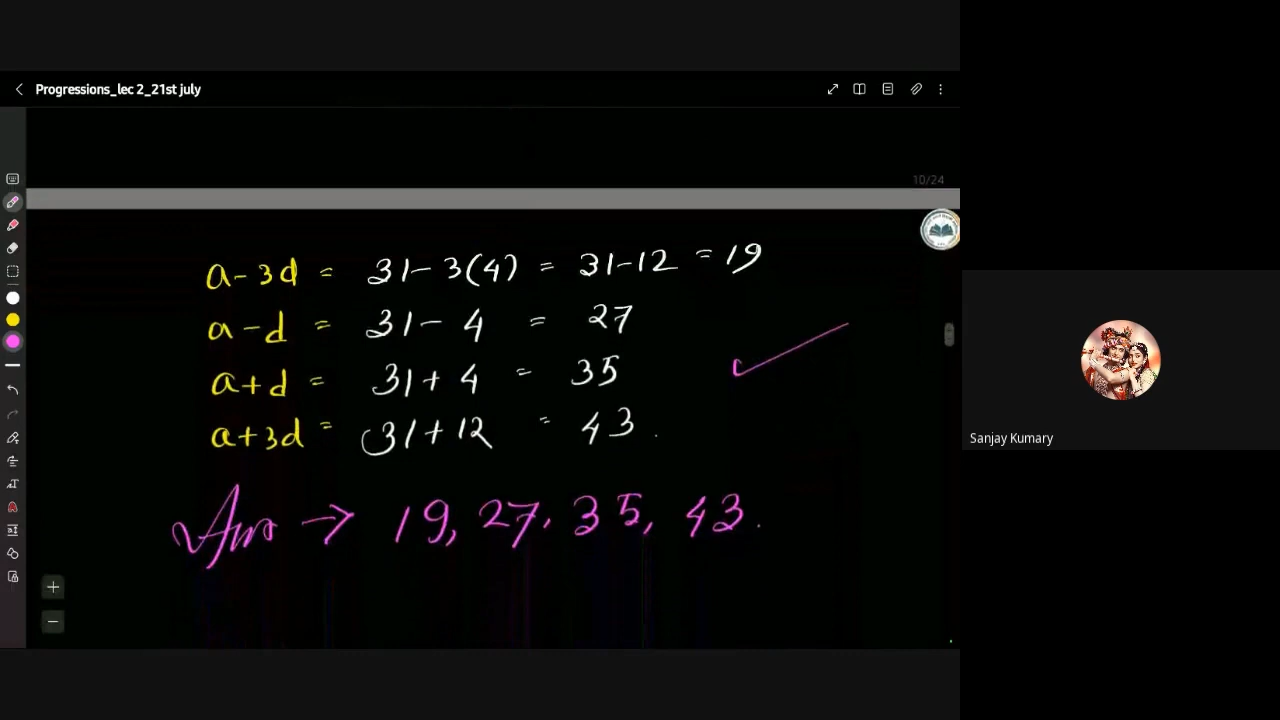 Progressions_lec 2_21st july
10/24
a-3d = 31-3(4) = 31-12 = 19
a-d = 31-4 = 27
a+d = 31+4 = 35
a+3d = 31+12 = 43.
Ans → 19, 27, 35, 43.
Sanjay Kumary